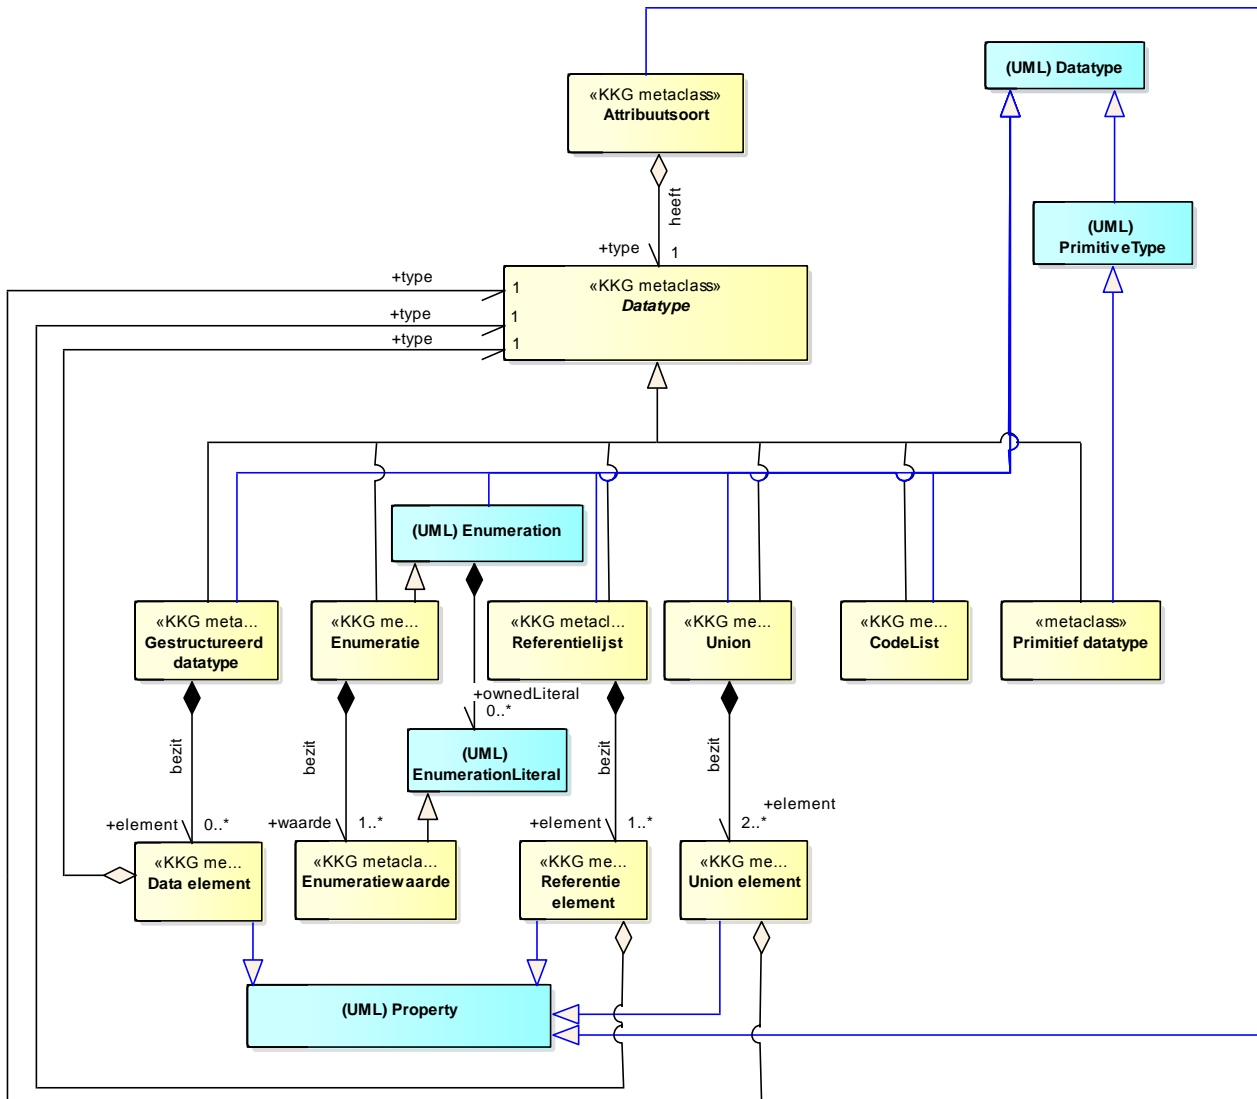 (UML) Datatype
«KKG metaclass»
Attribuutsoort
heeft
+type
1
(UML)
PrimitiveType
«KKG metaclass»
Datatype
+type
1
+type
1
+type
1
(UML) Enumeration
«KKG meta...
Gestructureerd
datatype
«KKG me...
Enumeratie
«KKG metacl...
Referentielijst
«KKG me...
Union
«KKG me...
CodeList
«metaclass»
Primitief datatype
+ownedLiteral
0..*
(UML)
EnumerationLiteral
bezit
bezit
bezit
bezit
+element
0..*
+waarde
1..*
+element
1..*
+element
2..*
«KKG me...
Data element
«KKG metacla...
Enumeratiewaarde
«KKG me...
Referentie
element
«KKG me...
Union element
(UML) Property